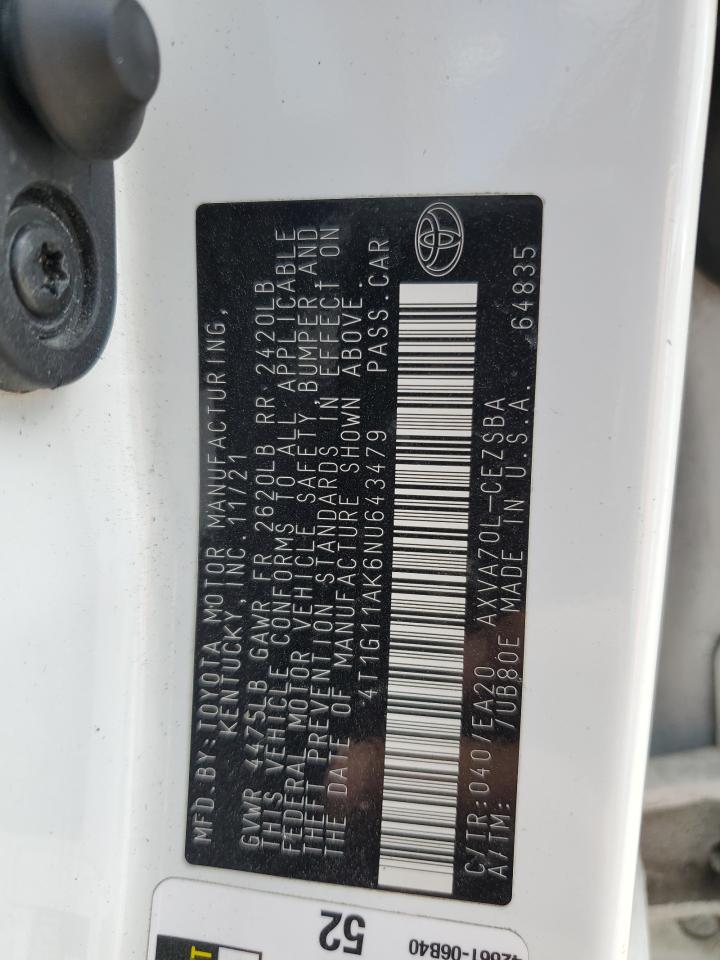 MFD.BY:TOYOTA MOTOR MANUFACTURING,
KENTUCKY,INC. 11/21
GVWR 4475LB GAWR FR 2620LB RR 2420LB
THIS VEHICLE CONFORMS TO ALL APPLICABLE
FEDERAL MOTOR VEHICLE SAFETY,BUMPER,AND
THEFT PREVENTION STANDARDS IN EFFECT ON
THE DATE OF MANUFACTURE SHOWN ABOVE.
4T1G11AK6NU643479 PASS.CAR
C/TR:040/EA20 AXVA70L-CEZSBA
A/TM: /UB80E MADE IN U.S.A. 64835
52